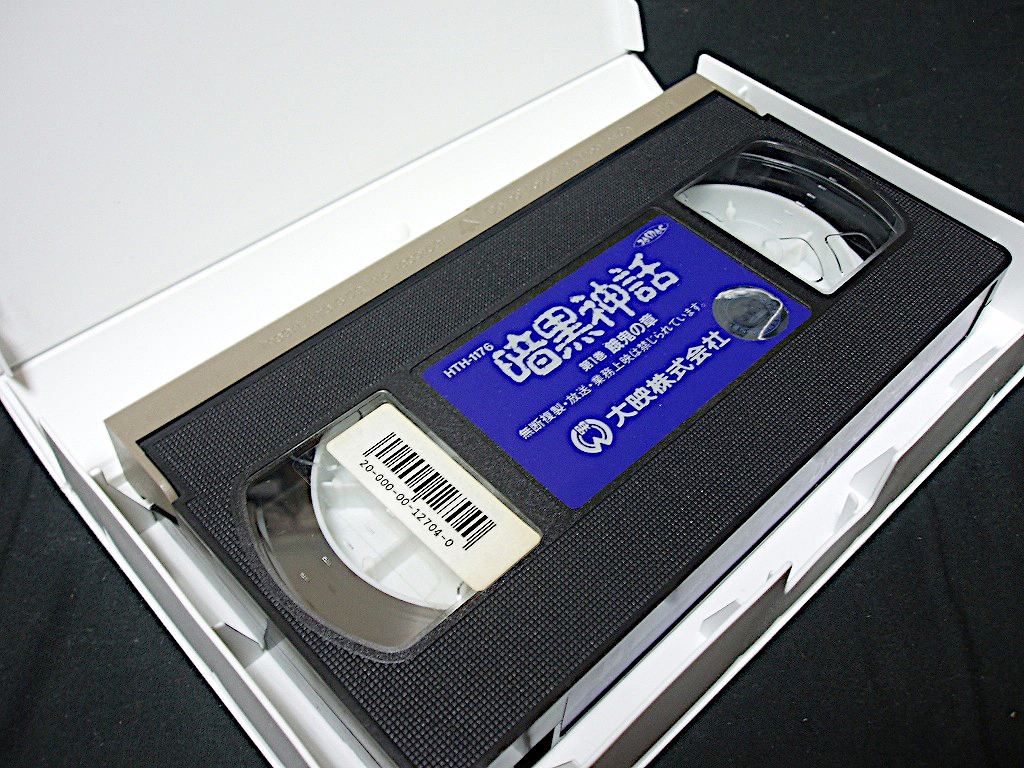 HTH-1176
暗黒神話
第1巻 餓鬼の章
無断複製・放送・業務上映は禁じられています。
大映株式会社
20-000-00-12704-0